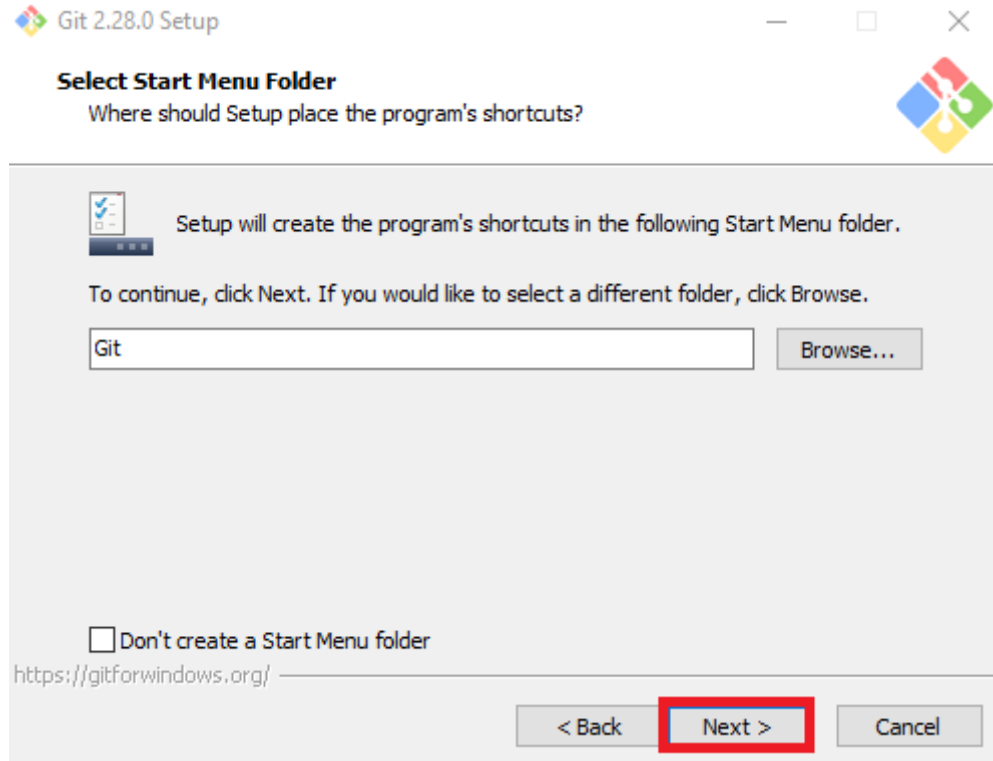 Git 2.28.0 Setup
Select Start Menu Folder
Where should Setup place the program's shortcuts?
Setup will create the program's shortcuts in the following Start Menu folder.
To continue, click Next. If you would like to select a different folder, click Browse.
Git
Browse...
Don't create a Start Menu folder
https://gitforwindows.org/
< Back
Next >
Cancel